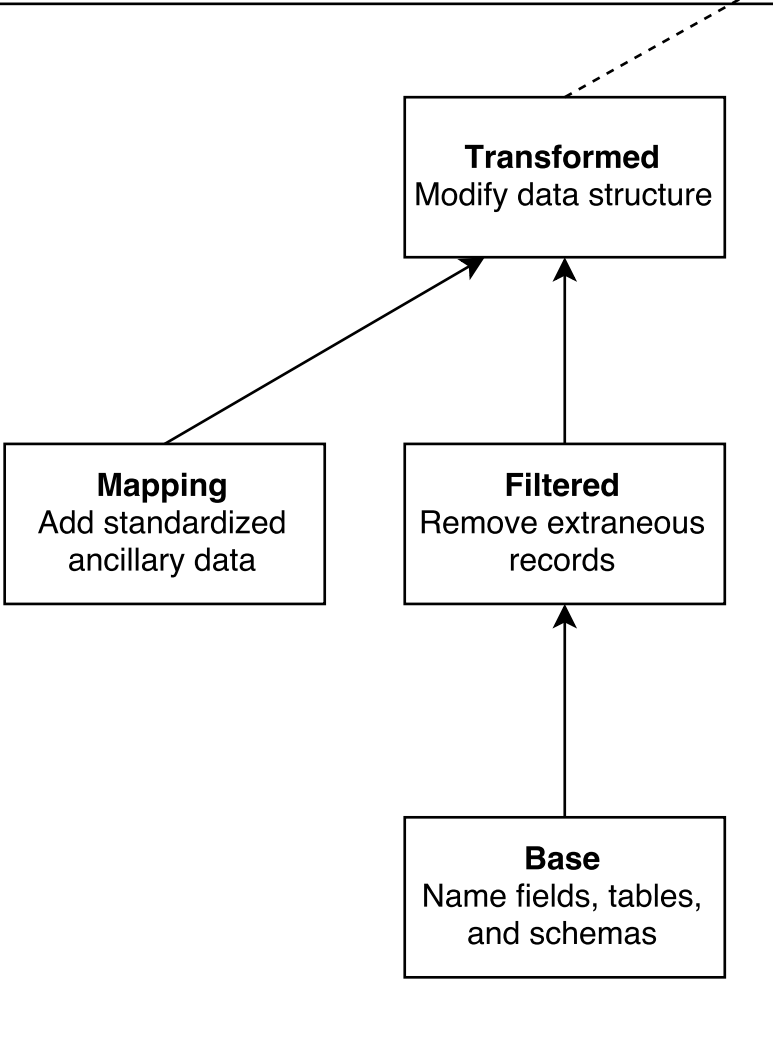 Transformed
Modify data structure
Mapping
Add standardized
ancillary data
Filtered
Remove extraneous
records
Base
Name fields, tables,
and schemas